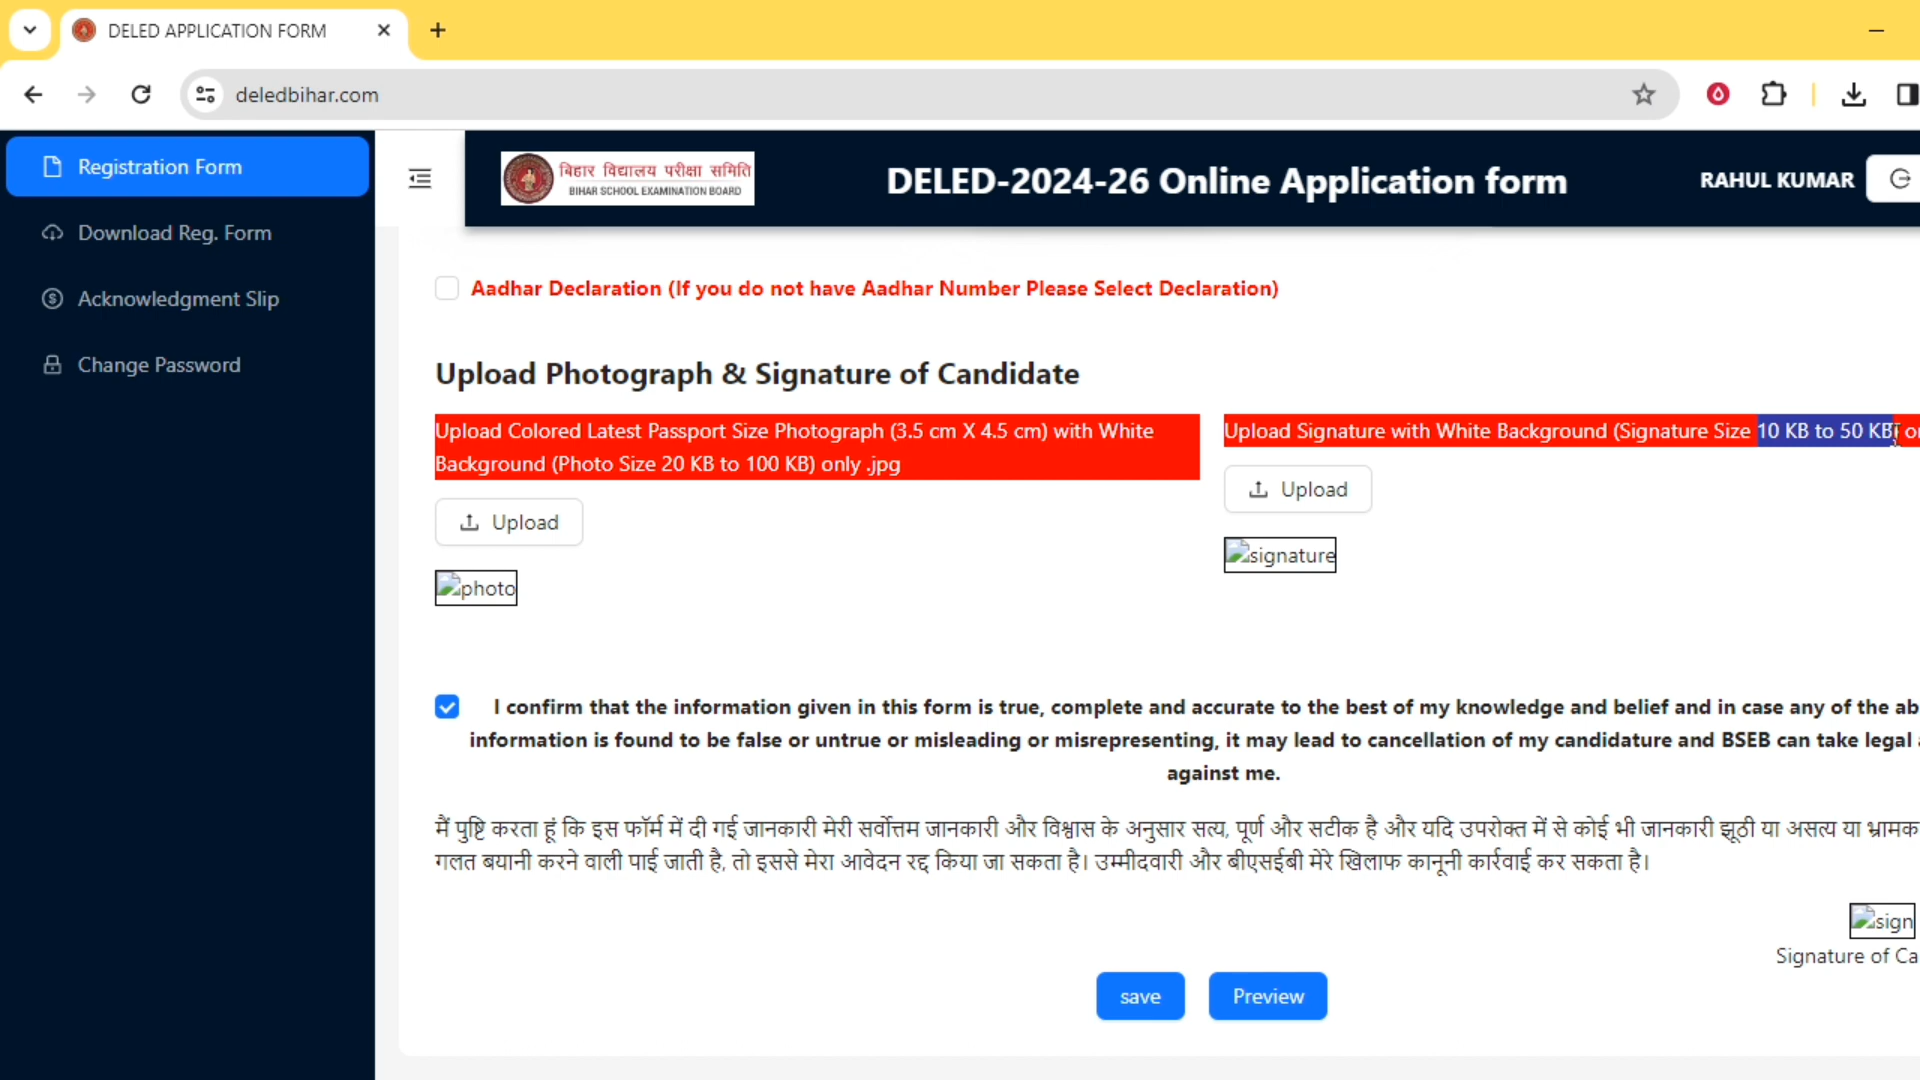 DELED APPLICATION FORM
deledbihar.com
Registration Form
Download Reg. Form
Acknowledgment Slip
Change Password
बिहार विद्यालय परीक्षा समिति
BIHAR SCHOOL EXAMINATION BOARD
DELED-2024-26 Online Application form
RAHUL KUMAR
Aadhar Declaration (If you do not have Aadhar Number Please Select Declaration)
Upload Photograph & Signature of Candidate
Upload Colored Latest Passport Size Photograph (3.5 cm X 4.5 cm) with White
Background (Photo Size 20 KB to 100 KB) only .jpg
Upload
photo
Upload Signature with White Background (Signature Size 10 KB to 50 KB)
Upload
signature
I confirm that the information given in this form is true, complete and accurate to the best of my knowledge and belief and in case any of the ab
information is found to be false or untrue or misleading or misrepresenting, it may lead to cancellation of my candidature and BSEB can take legal
against me.
मैं पुष्टि करता हूं कि इस फॉर्म में दी गई जानकारी मेरी सर्वोत्तम जानकारी और विश्वास के अनुसार सत्य, पूर्ण और सटीक है और यदि उपरोक्त में से कोई भी जानकारी झूठी या असत्य या भ्रामक
गलत बयानी करने वाली पाई जाती है, तो इससे मेरा आवेदन रद्द किया जा सकता है। उम्मीदवारी और बीएसईबी मेरे खिलाफ कानूनी कार्रवाई कर सकता है।
sign
Signature of Ca
save
Preview